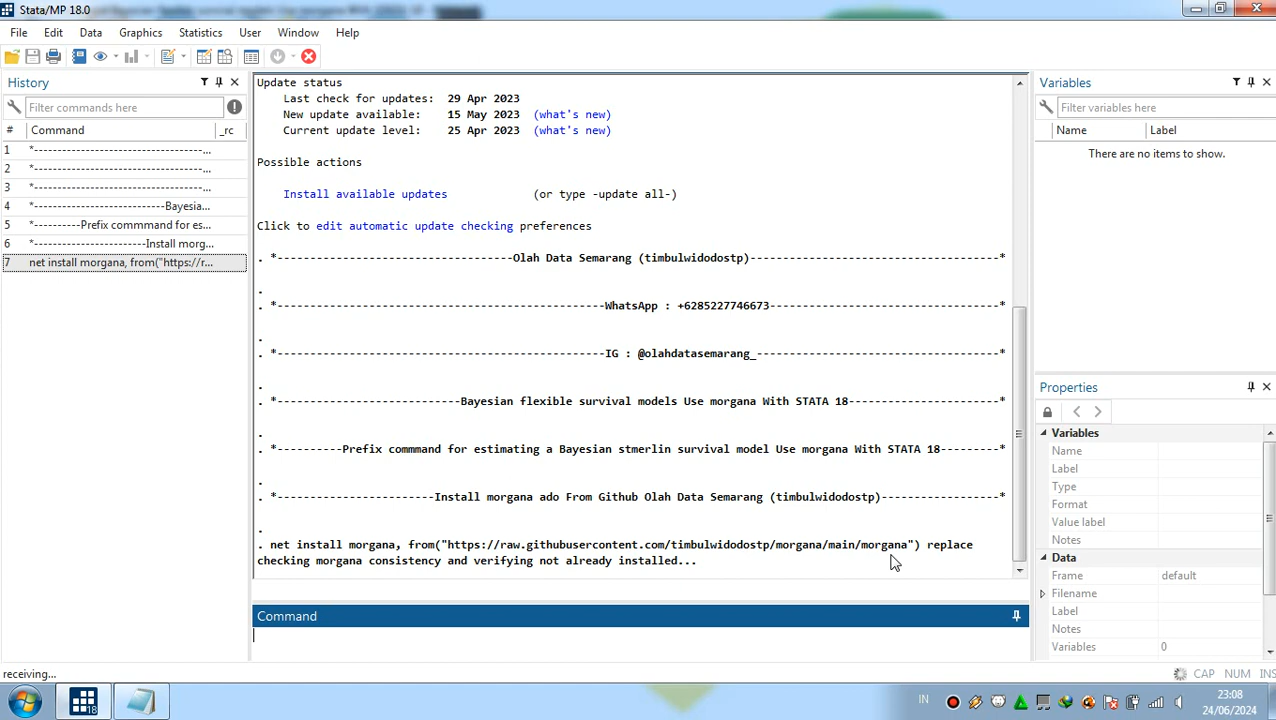 Stata/MP 18.0
File Edit Data Graphics Statistics User Window Help
History
Filter commands here
# Command _rc
1 *------------------------------------...
2 *------------------------------------...
3 *------------------------------------...
4 *----------------------------Bayesia...
5 *----------Prefix commmand for es...
6 *------------------------Install morg...
7 net install morgana, from("https://r...
Update status
Last check for updates: 29 Apr 2023
New update available: 15 May 2023 (what's new)
Current update level: 25 Apr 2023 (what's new)
Possible actions
Install available updates (or type -update all-)
Click to edit automatic update checking preferences
. *------------------------------------Olah Data Semarang (timbulwidodostp)---------------------------------------*
.
. *--------------------------------------------------WhatsApp : +6285227746673-----------------------------------*
.
. *--------------------------------------------------IG : @olahdatasemarang_-------------------------------------*
.
. *----------------------------Bayesian flexible survival models Use morgana With STATA 18-----------------------*
.
. *----------Prefix commmand for estimating a Bayesian stmerlin survival model Use morgana With STATA 18---------*
.
. *------------------------Install morgana ado From Github Olah Data Semarang (timbulwidodostp)------------------*
.
. net install morgana, from("https://raw.githubusercontent.com/timbulwidodostp/morgana/main/morgana") replace
checking morgana consistency and verifying not already installed...
Command
Variables
Filter variables here
Name Label
There are no items to show.
Properties
Variables
Name
Label
Type
Format
Value label
Notes
Data
Frame default
Filename
Label
Notes
Variables 0
receiving...
CAP NUM INS
18
IN
23:08
24/06/2024